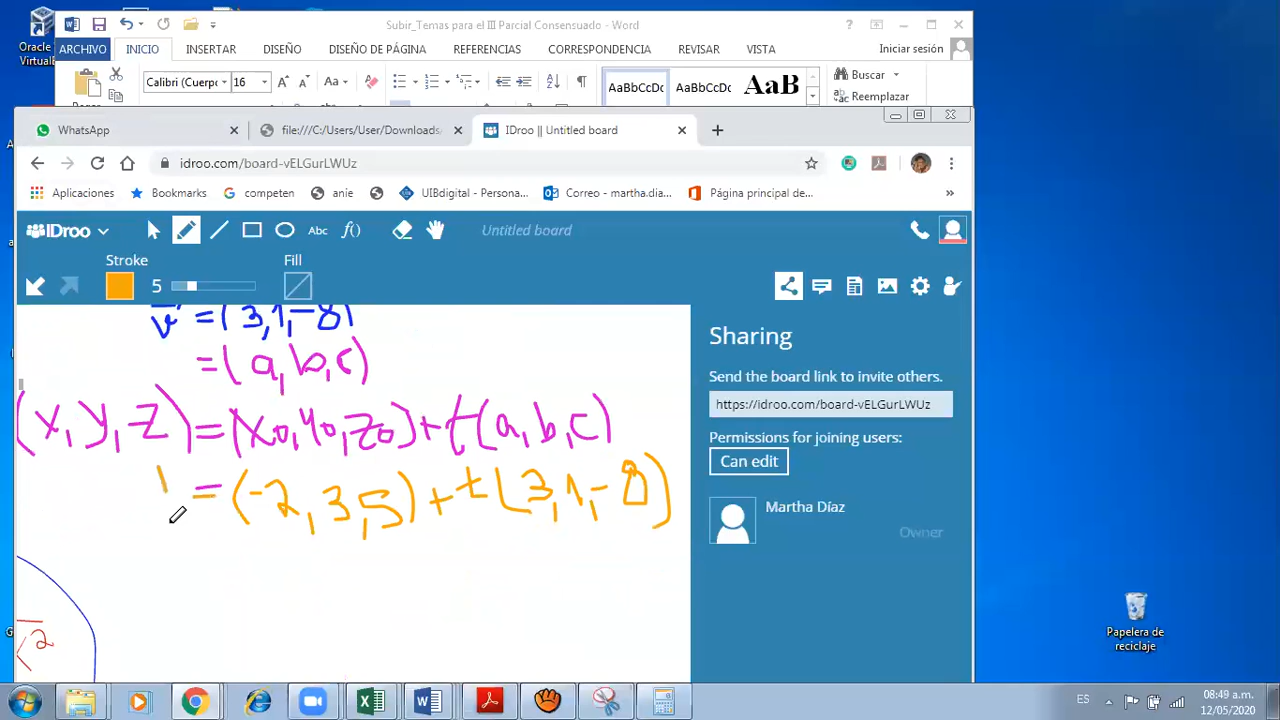 Oracle
VirtualB
Subir_Temas para el III Parcial Consensuado - Word
ARCHIVO INICIO INSERTAR DISEÑO DISEÑO DE PÁGINA REFERENCIAS CORRESPONDENCIA REVISAR VISTA Iniciar sesión
Calibri (Cuerpo 16 Aa AaBbCcDc AaBbCcDc AaBb Buscar
Reemplazar
WhatsApp file:///C:/Users/User/Downloads IDroo || Untitled board
idroo.com/board-vELGurLWUz
Aplicaciones Bookmarks competen anie UIBdigital - Persona... Correo - martha.dia... Página principal de...
IDroo Abc f() Untitled board
Stroke Fill
5
Sharing
Send the board link to invite others.
https://idroo.com/board-vELGurLWUz
Permissions for joining users:
Can edit
Martha Díaz
Owner
v = (3,1,-8)
= (a, b, c)
(x, y, z) = (x0, y0, z0) + t(a, b, c)
= (-2, 3, 5) + t(3, 1, -8)
2
Papelera de
reciclaje
ES 08:49 a.m.
12/05/2020